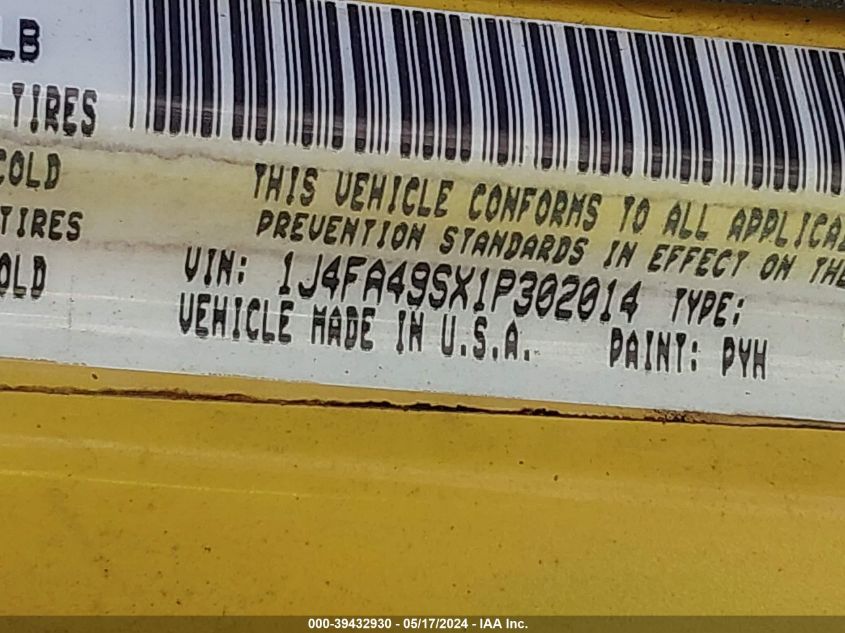 LB
TIRES
COLD
THIS VEHICLE CONFORMS TO ALL
TIRES
PREVENTION STANDARDS IN EFFECT ON THE
OLD
VIN: 1J4FA49SX1P302014 TYPE:
VEHICLE MADE IN U.S.A. PAINT: PYH
000-39432930 - 05/17/2024 - IAA Inc.